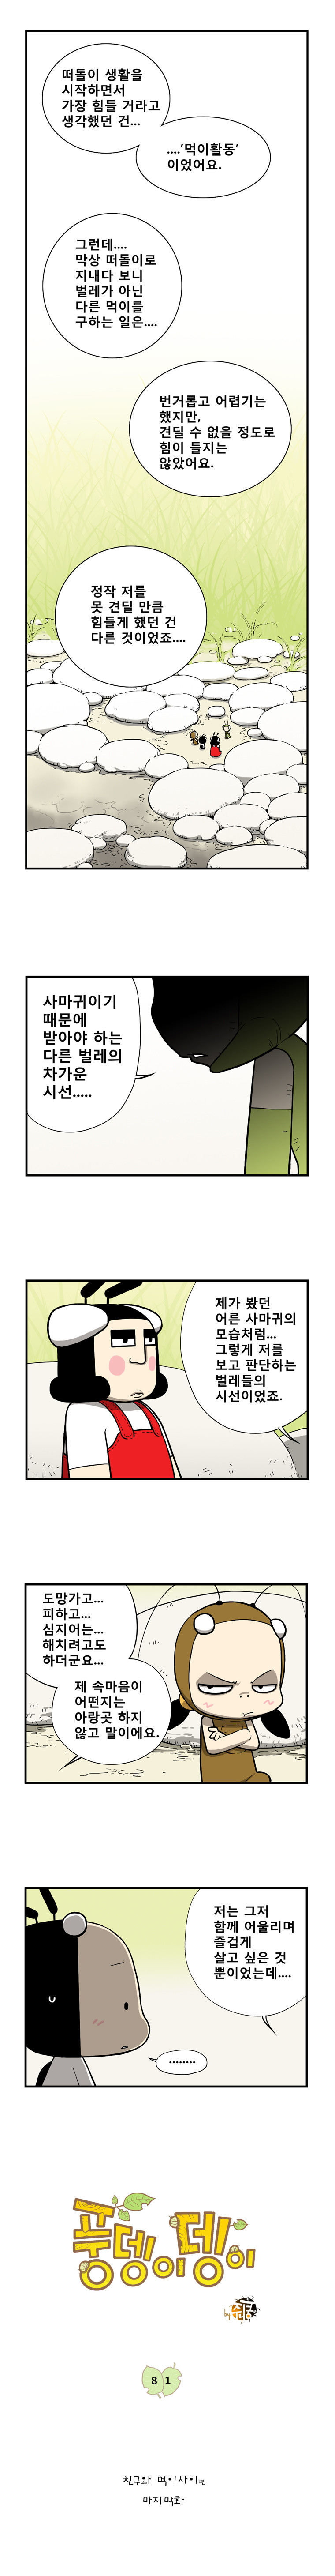 떠돌이 생활을
시작하면서
가장 힘들 거라고
생각했던 건...
....'먹이활동'
이었어요.
그런데....
막상 떠돌이로
지내다 보니
벌레가 아닌
다른 먹이를
구하는 일은....
번거롭고 어렵기는
했지만,
견딜 수 없을 정도로
힘이 들지는
않았어요.
정작 저를
못 견딜 만큼
힘들게 했던 건
다른 것이었죠....
사마귀이기
때문에
받아야 하는
다른 벌레의
차가운
시선.....
제가 봤던
어른 사마귀의
모습처럼...
그렇게 저를
보고 판단하는
벌레들의
시선이었죠.
도망가고...
피하고...
심지어는...
해치려고도
하더군요...
제 속마음이
어떤지는
아랑곳 하지
않고 말이에요.
저는 그저
함께 어울리며
즐겁게
살고 싶은 것
뿐이었는데....
........
풍뎅이뎅이
81
친구와 먹이사이편
마지막화